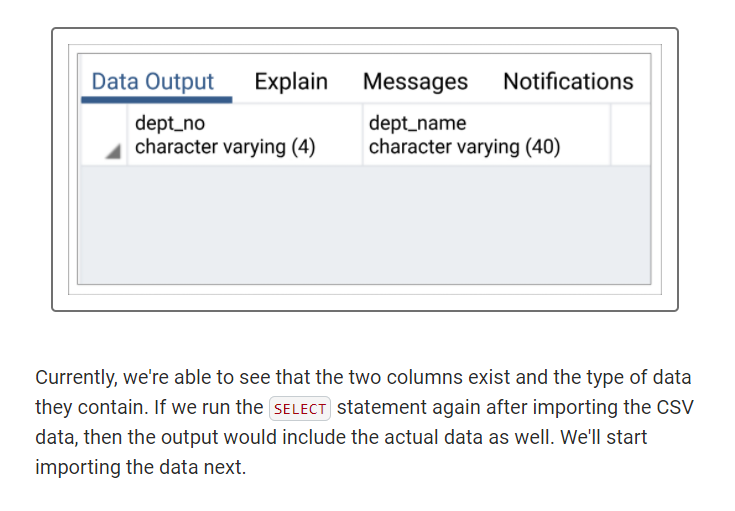 Data Output Explain Messages Notifications
dept_no dept_name
character varying (4) character varying (40)
Currently, we're able to see that the two columns exist and the type of data
they contain. If we run the SELECT statement again after importing the CSV
data, then the output would include the actual data as well. We'll start
importing the data next.